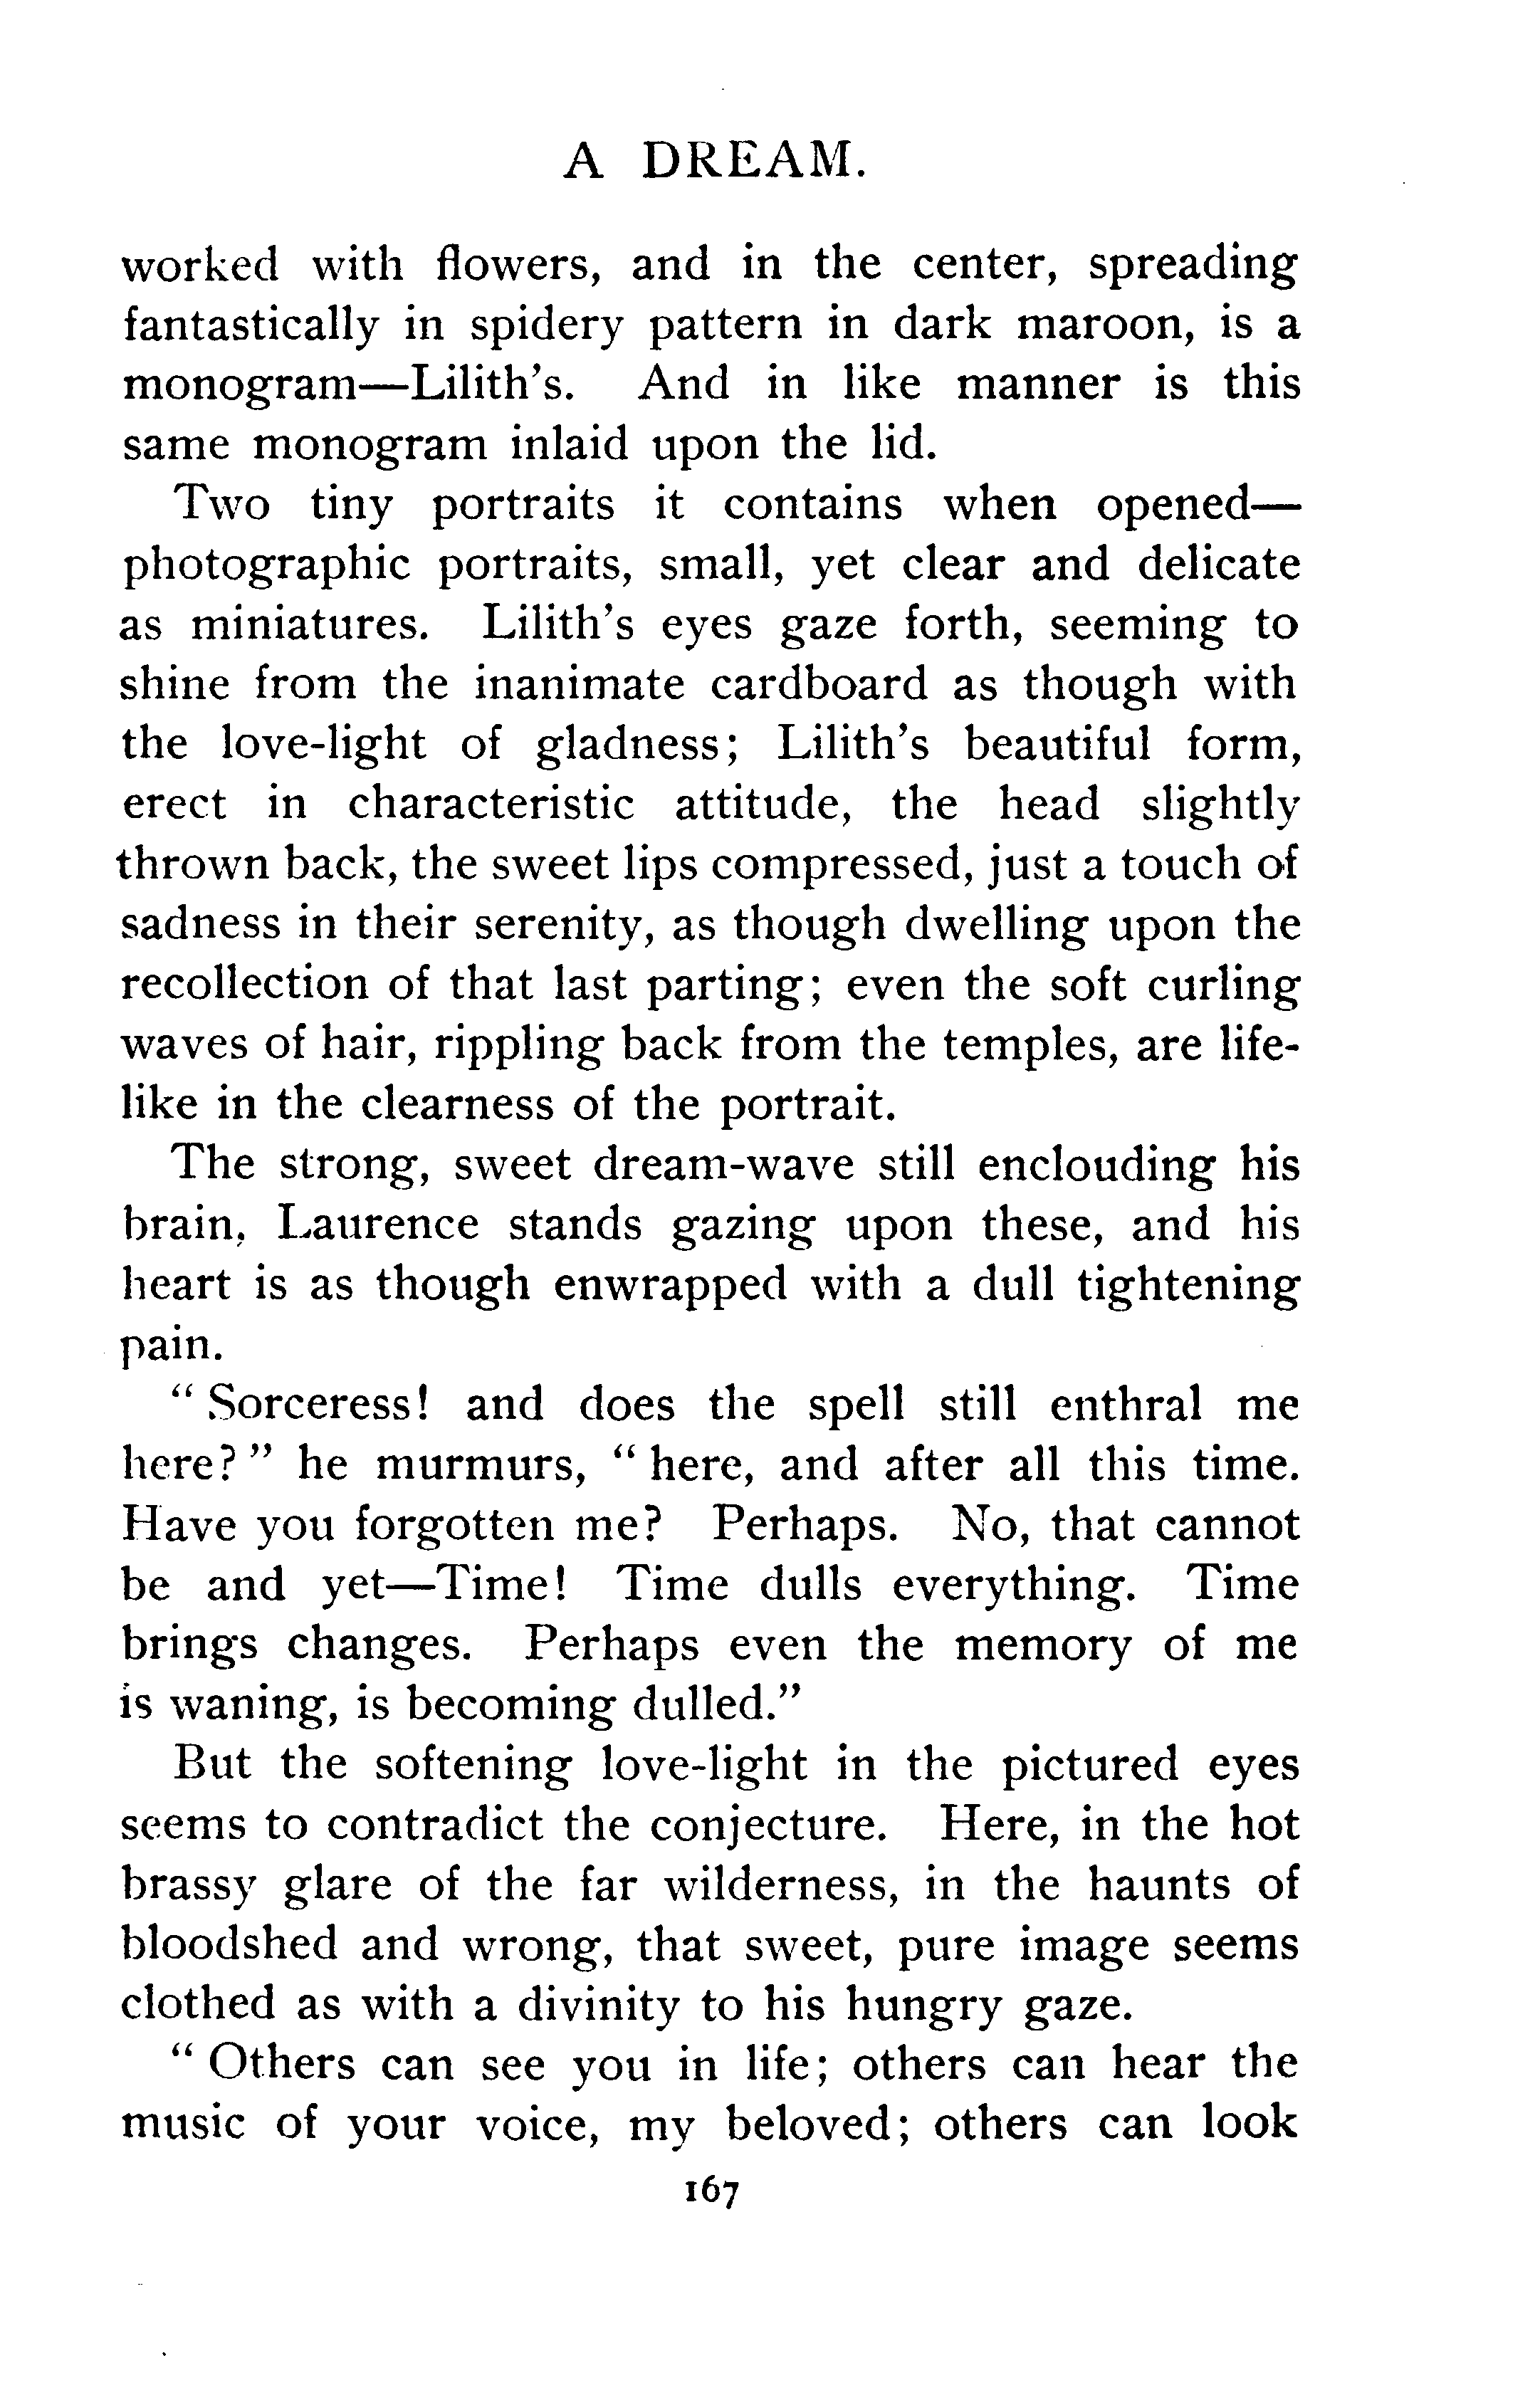 A DREAM.
worked with flowers, and in the center, spreading
fantastically in spidery pattern in dark maroon, is a
monogram—Lilith's. And in like manner is this
same monogram inlaid upon the lid.
Two tiny portraits it contains when opened—
photographic portraits, small, yet clear and delicate
as miniatures. Lilith's eyes gaze forth, seeming to
shine from the inanimate cardboard as though with
the love-light of gladness; Lilith's beautiful form,
erect in characteristic attitude, the head slightly
thrown back, the sweet lips compressed, just a touch of
sadness in their serenity, as though dwelling upon the
recollection of that last parting; even the soft curling
waves of hair, rippling back from the temples, are life-
like in the clearness of the portrait.
The strong, sweet dream-wave still enclouding his
brain, Laurence stands gazing upon these, and his
heart is as though enwrapped with a dull tightening
pain.
"Sorceress! and does the spell still enthral me
here?" he murmurs, "here, and after all this time.
Have you forgotten me? Perhaps. No, that cannot
be and yet—Time! Time dulls everything. Time
brings changes. Perhaps even the memory of me
is waning, is becoming dulled."
But the softening love-light in the pictured eyes
seems to contradict the conjecture. Here, in the hot
brassy glare of the far wilderness, in the haunts of
bloodshed and wrong, that sweet, pure image seems
clothed as with a divinity to his hungry gaze.
"Others can see you in life; others can hear the
music of your voice, my beloved; others can look
167